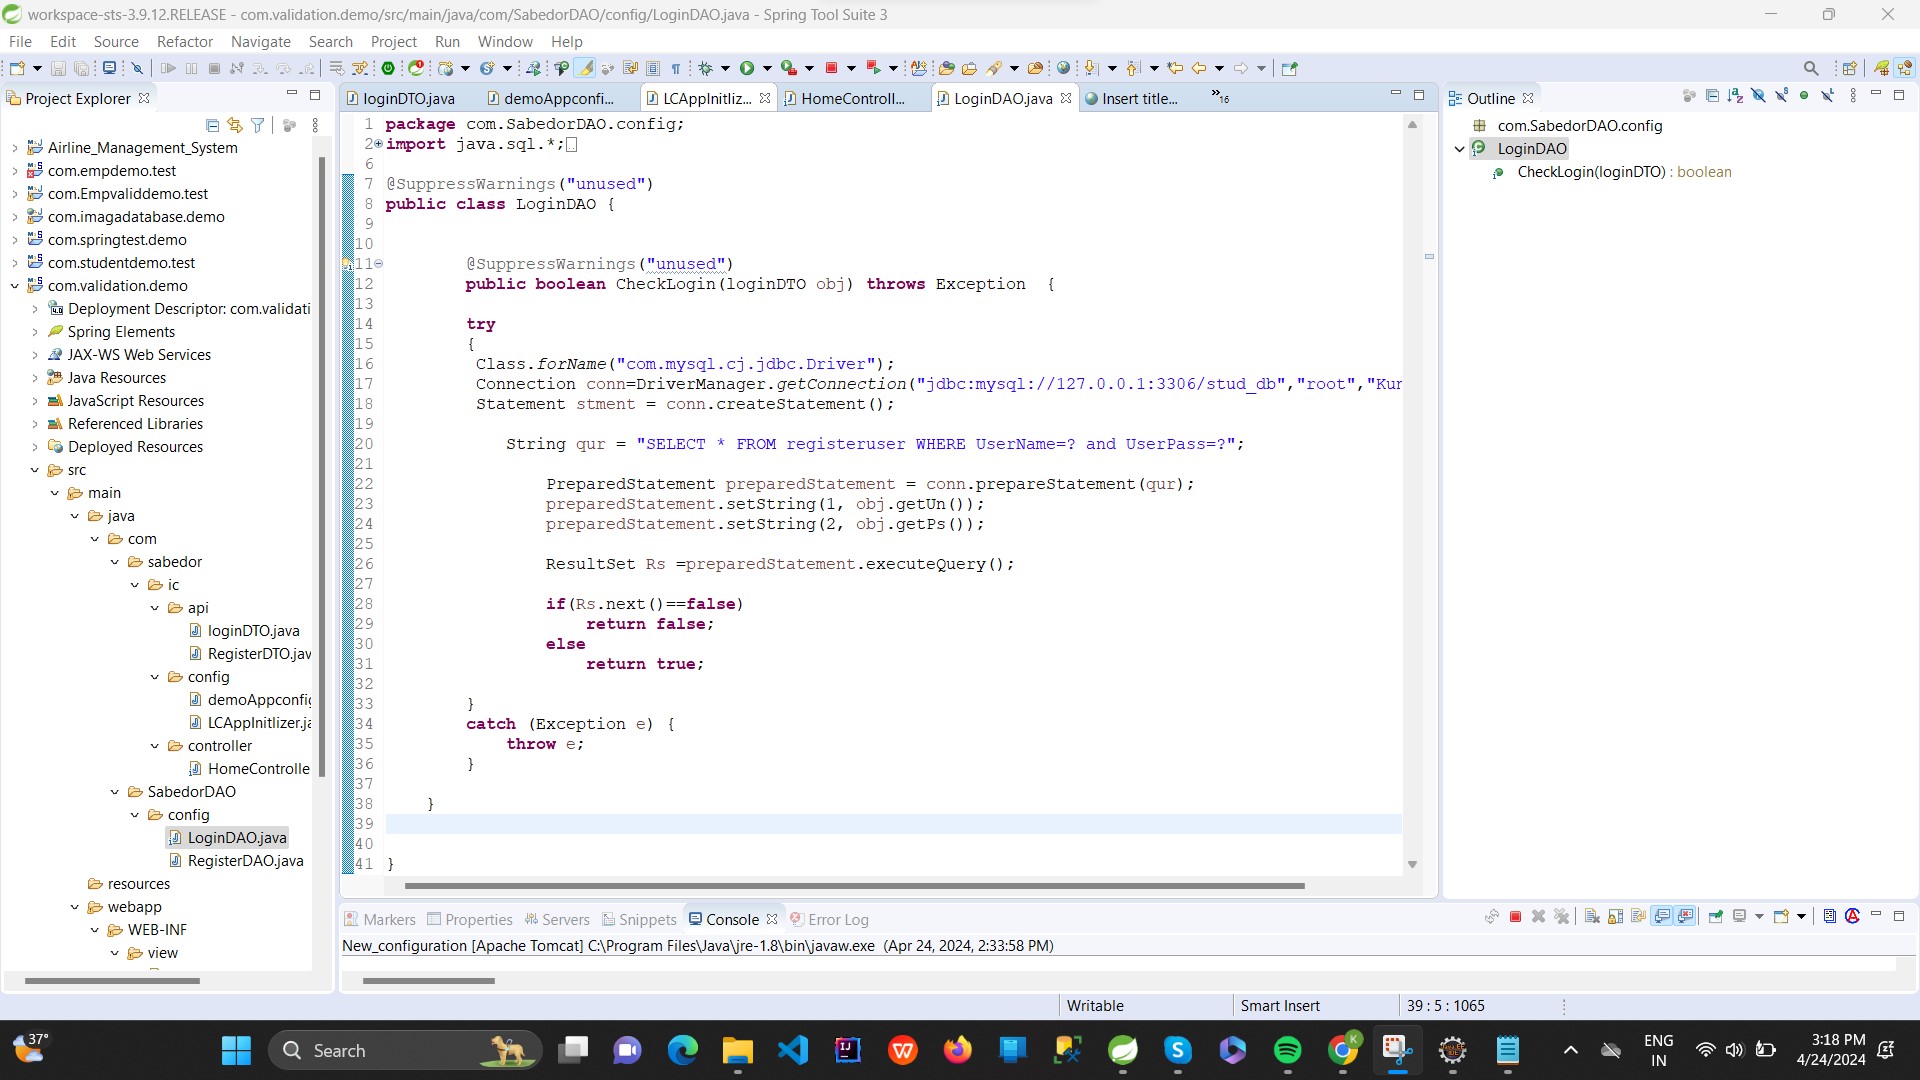 workspace-sts-3.9.12.RELEASE - com.validation.demo/src/main/java/com/SabedorDAO/config/LoginDAO.java - Spring Tool Suite 3
File Edit Source Refactor Navigate Search Project Run Window Help
Project Explorer
Airline_Management_System
com.empdemo.test
com.Empvaliddemo.test
com.imagadatabase.demo
com.springtest.demo
com.studentdemo.test
com.validation.demo
Deployment Descriptor: com.validati
Spring Elements
JAX-WS Web Services
Java Resources
JavaScript Resources
Referenced Libraries
Deployed Resources
src
main
java
com
sabedor
ic
api
loginDTO.java
RegisterDTO.jav
config
demoAppconfig
LCAppInitlizer.ja
controller
HomeControlle
SabedorDAO
config
LoginDAO.java
RegisterDAO.java
resources
webapp
WEB-INF
view
loginDTO.java demoAppconfi... LCAppInitliz... HomeControll... LoginDAO.java Insert title... »16
1 package com.SabedorDAO.config;
2 import java.sql.*;
6
7 @SuppressWarnings("unused")
8 public class LoginDAO {
9
10
11 @SuppressWarnings("unused")
12 public boolean CheckLogin(loginDTO obj) throws Exception {
13
14 try
15 {
16 Class.forName("com.mysql.cj.jdbc.Driver");
17 Connection conn=DriverManager.getConnection("jdbc:mysql://127.0.0.1:3306/stud_db","root","Kur
18 Statement stment = conn.createStatement();
19
20 String qur = "SELECT * FROM registeruser WHERE UserName=? and UserPass=?";
21
22 PreparedStatement preparedStatement = conn.prepareStatement(qur);
23 preparedStatement.setString(1, obj.getUn());
24 preparedStatement.setString(2, obj.getPs());
25
26 ResultSet Rs =preparedStatement.executeQuery();
27
28 if(Rs.next()==false)
29 return false;
30 else
31 return true;
32
33 }
34 catch (Exception e) {
35 throw e;
36 }
37
38 }
39
40
41 }
Outline
com.SabedorDAO.config
LoginDAO
CheckLogin(loginDTO) : boolean
Markers Properties Servers Snippets Console Error Log
New_configuration [Apache Tomcat] C:\Program Files\Java\jre-1.8\bin\javaw.exe (Apr 24, 2024, 2:33:58 PM)
Writable Smart Insert 39 : 5 : 1065
37°
Search
ENG
IN
3:18 PM
4/24/2024